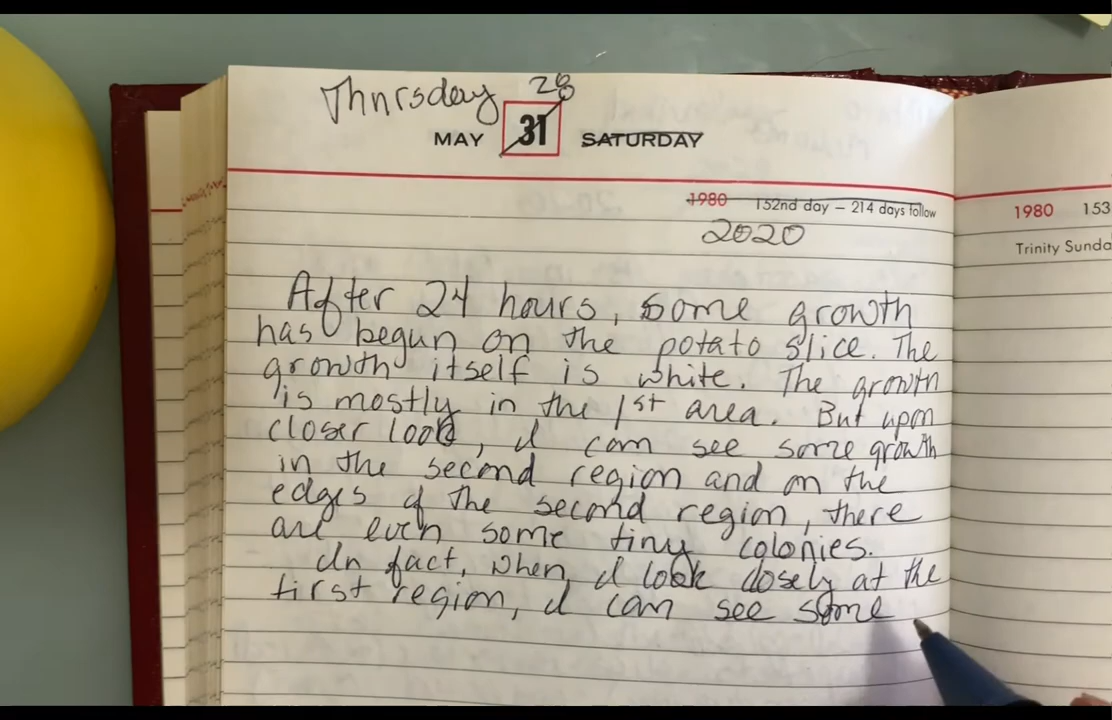 Thnrsday 28
MAY 31 SATURDAY
1980 152nd day – 214 days follow
2020
1980 153
Trinity Sunda
After 24 hours, some growth
has begun on the potato slice. The
growth itself is white. The growth
is mostly in the 1st area. But upon
closer look, I can see some growth
in the second region and on the
edges of the second region, there
are even some tiny colonies.
In fact, when I look closely at the
first region, I can see some